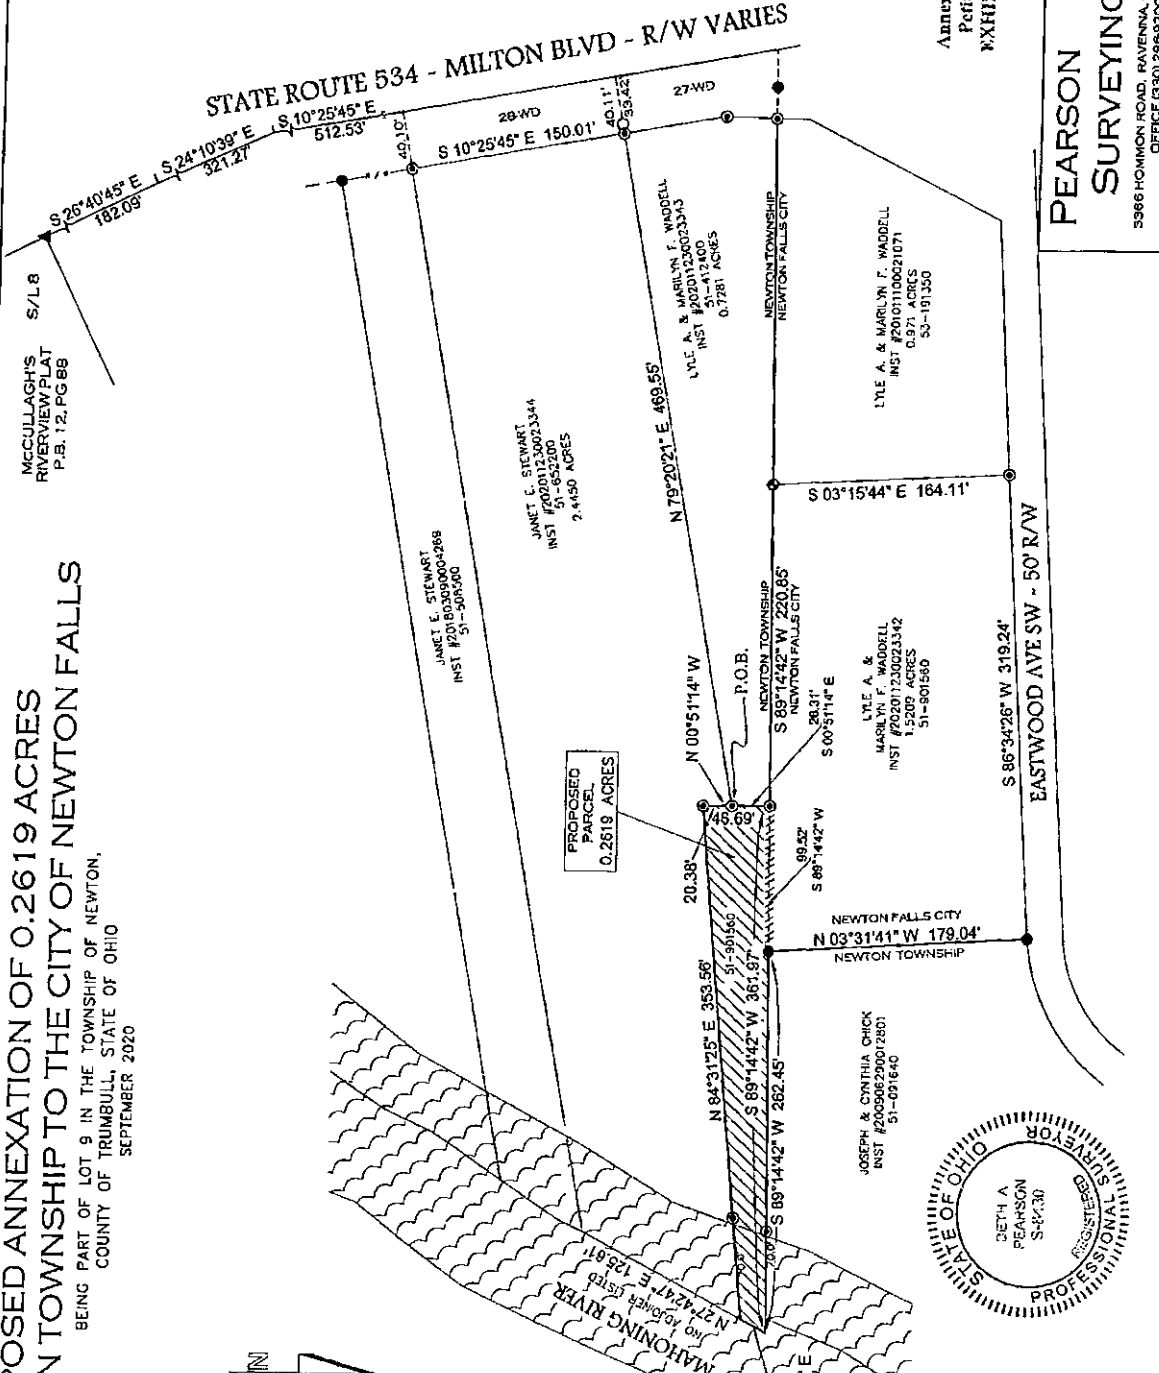 OSED ANNEXATION OF 0.2619 ACRES
N TOWNSHIP TO THE CITY OF NEWTON FALLS
BEING PART OF LOT 9 IN THE TOWNSHIP OF NEWTON,
COUNTY OF TRUMBULL, STATE OF OHIO
SEPTEMBER 2020
MCCULLAGH'S
RIVERVIEW PLAT
P.B. 12, PG 88
S/L 8
STATE ROUTE 534 - MILTON BLVD - R/W VARIES
S 26°40'45" E
182.09'
S 24°10'39" E
321.27'
S 10°25'45" E
512.53'
40.10'
28-WD
S 10°25'45" E 150.01'
40.11'
33.42'
27-WD
JANET E. STEWART
INST #201803090004269
51-508500
JANET E. STEWART
INST #202011230023344
51-652200
2.4450 ACRES
N 79°20'21" E 469.55'
LYLE A. & MARILYN F. WADDELL
INST #202011230023343
51-412400
0.7281 ACRES
NEWTON TOWNSHIP
NEWTON FALLS CITY
LYLE A. & MARILYN F. WADDELL
INST #201011100021071
0.971 ACRES
53-191350
S 03°15'44" E 164.11'
NEWTON TOWNSHIP
S 89°14'42" W 220.85'
NEWTON FALLS CITY
N 00°51'14" W
P.O.B.
28.31'
S 00°51'14" E
LYLE A. &
MARILYN F. WADDELL
INST #202011230023342
1.5209 ACRES
51-901560
S 86°34'26" W 319.24'
EASTWOOD AVE SW - 50' R/W
PROPOSED
PARCEL
0.2619 ACRES
20.38'
48.69'
99.52'
S 89°14'42" W
N 84°31'25" E 353.56'
51-901560
S 89°14'42" W 361.97'
S 89°14'42" W 262.45'
NEWTON FALLS CITY
N 03°31'41" W 179.04'
NEWTON TOWNSHIP
JOSEPH & CYNTHIA CHICK
INST #200906290012801
51-091640
N 27°42'47" E 125.61'
(NO ADJOINER LISTED
MAHONING RIVER
N
STATE OF OHIO
BETH A
PEARSON
REGISTERED
PROFESSIONAL SURVEYOR
PEARSON
SURVEYING
5366 HOMMON ROAD, RAVENNA,